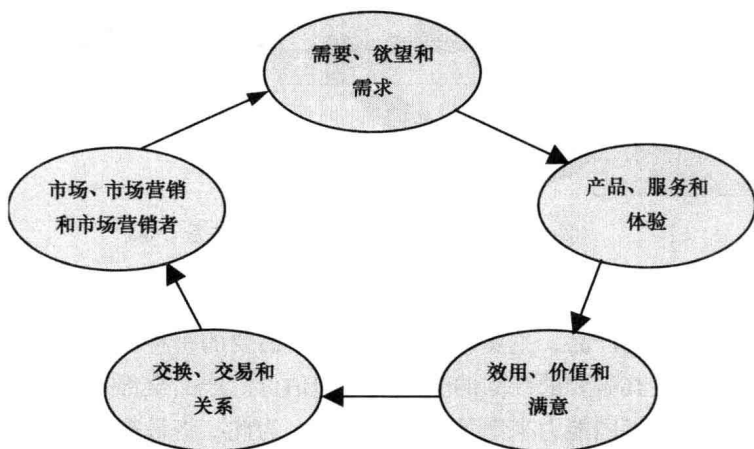 需要、欲望和
需求
产品、服务和
体验
效用、价值和
满意
交换、交易和
关系
市场、市场营销
和市场营销者